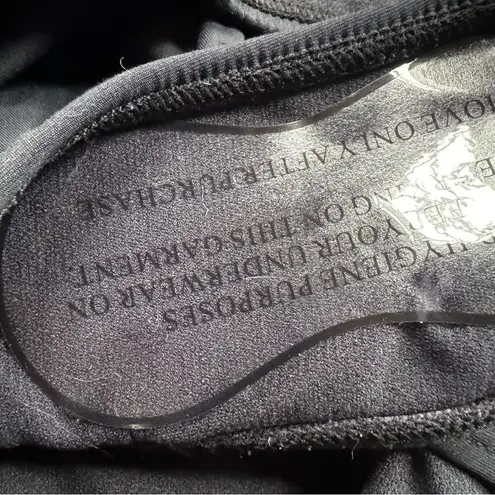 HYGIENE PURPOSES
YOUR UNDERWEAR ON
ON THIS GARMENT.
ONLY AFTER PURCHASE